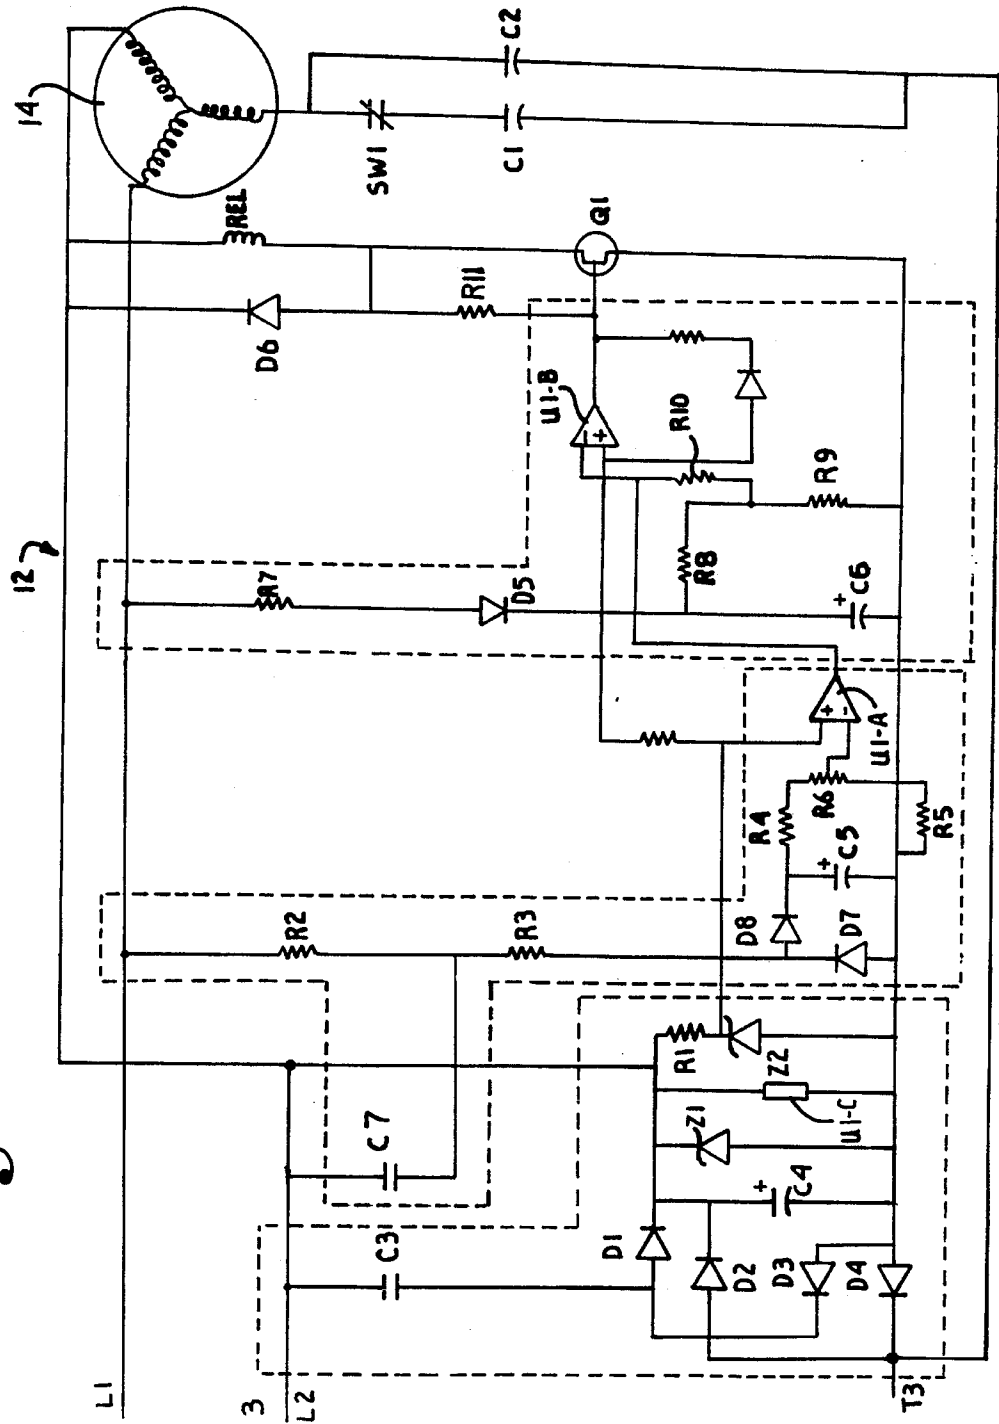 14
12
L1
3
L2
T3
C2
C1
SW1
REL
Q1
D6
R11
U1-B
R10
R9
R8
R7
D5
C6
U1-A
R6
R5
R4
C5
D8
D7
R2
R3
R1
Z2
U1-C
Z1
C4
C7
C3
D1
D2
D3
D4
+
-
+
-
+
+
+